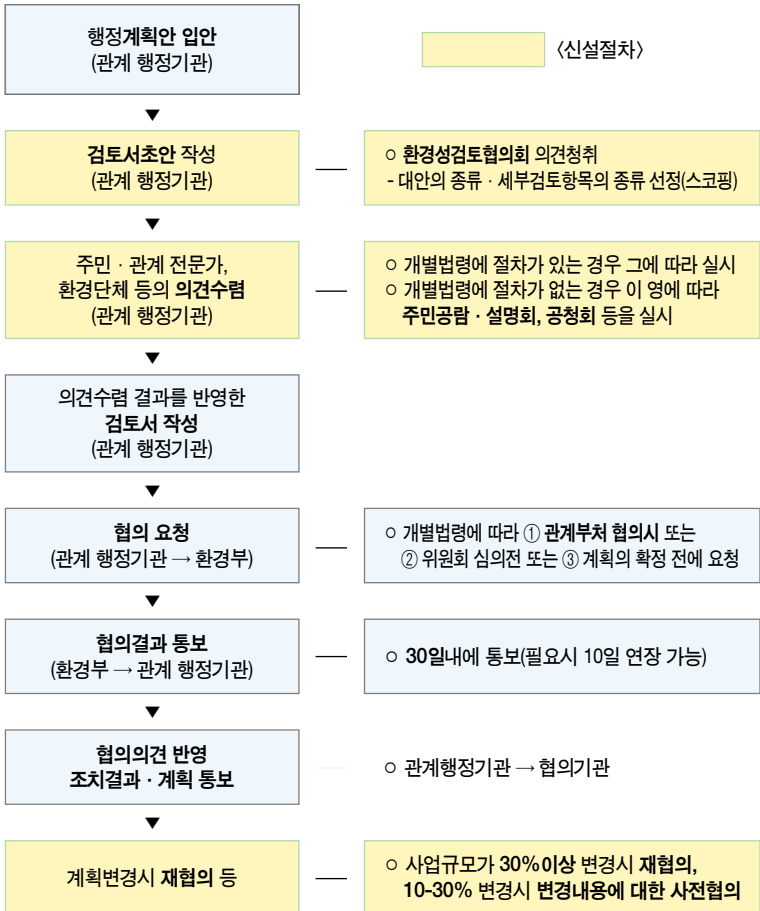 행정계획안 입안
(관계 행정기관)
〈신설절차〉
▼
검토서초안 작성
(관계 행정기관)
○ 환경성검토협의회 의견청취
- 대안의 종류 · 세부검토항목의 종류 선정(스코핑)
▼
주민 · 관계 전문가,
환경단체 등의 의견수렴
(관계 행정기관)
○ 개별법령에 절차가 있는 경우 그에 따라 실시
○ 개별법령에 절차가 없는 경우 이 영에 따라
주민공람 · 설명회, 공청회 등을 실시
▼
의견수렴 결과를 반영한
검토서 작성
(관계 행정기관)
▼
협의 요청
(관계 행정기관 → 환경부)
○ 개별법령에 따라 ① 관계부처 협의시 또는
② 위원회 심의전 또는 ③ 계획의 확정 전에 요청
▼
협의결과 통보
(환경부 → 관계 행정기관)
○ 30일내에 통보(필요시 10일 연장 가능)
▼
협의의견 반영
조치결과 · 계획 통보
○ 관계행정기관 → 협의기관
▼
계획변경시 재협의 등
○ 사업규모가 30%이상 변경시 재협의,
10-30% 변경시 변경내용에 대한 사전협의